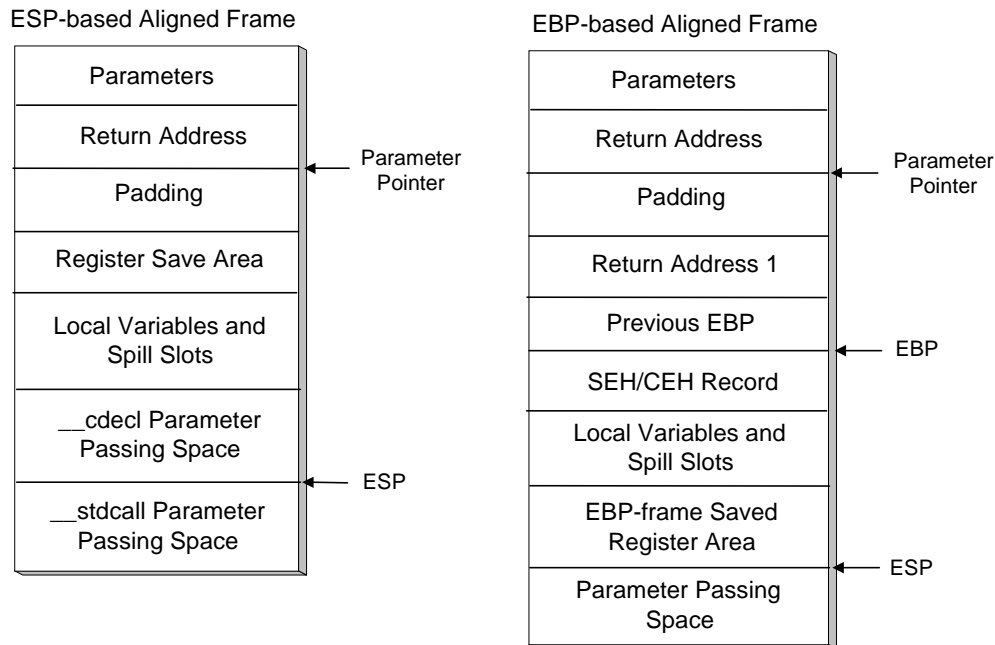 ESP-based Aligned Frame
Parameters
Return Address
Parameter
Pointer
Padding
Register Save Area
Local Variables and
Spill Slots
__cdecl Parameter
Passing Space
ESP
__stdcall Parameter
Passing Space
EBP-based Aligned Frame
Parameters
Return Address
Parameter
Pointer
Padding
Return Address 1
Previous EBP
EBP
SEH/CEH Record
Local Variables and
Spill Slots
EBP-frame Saved
Register Area
ESP
Parameter Passing
Space